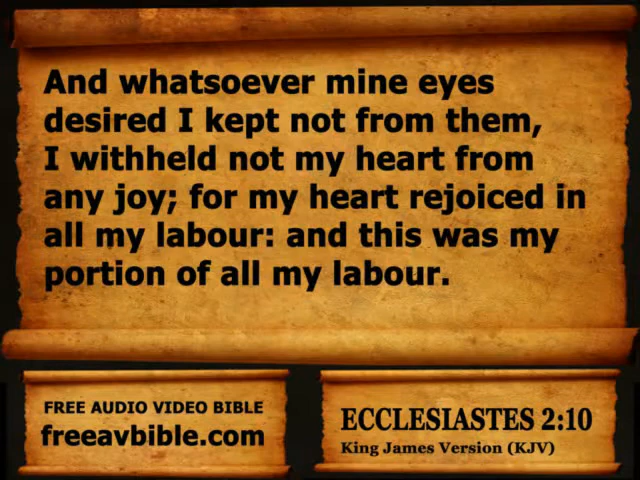 And whatsoever mine eyes
desired I kept not from them,
I withheld not my heart from
any joy; for my heart rejoiced in
all my labour: and this was my
portion of all my labour.
FREE AUDIO VIDEO BIBLE
freeavbible.com
ECCLESIASTES 2:10
King James Version (KJV)